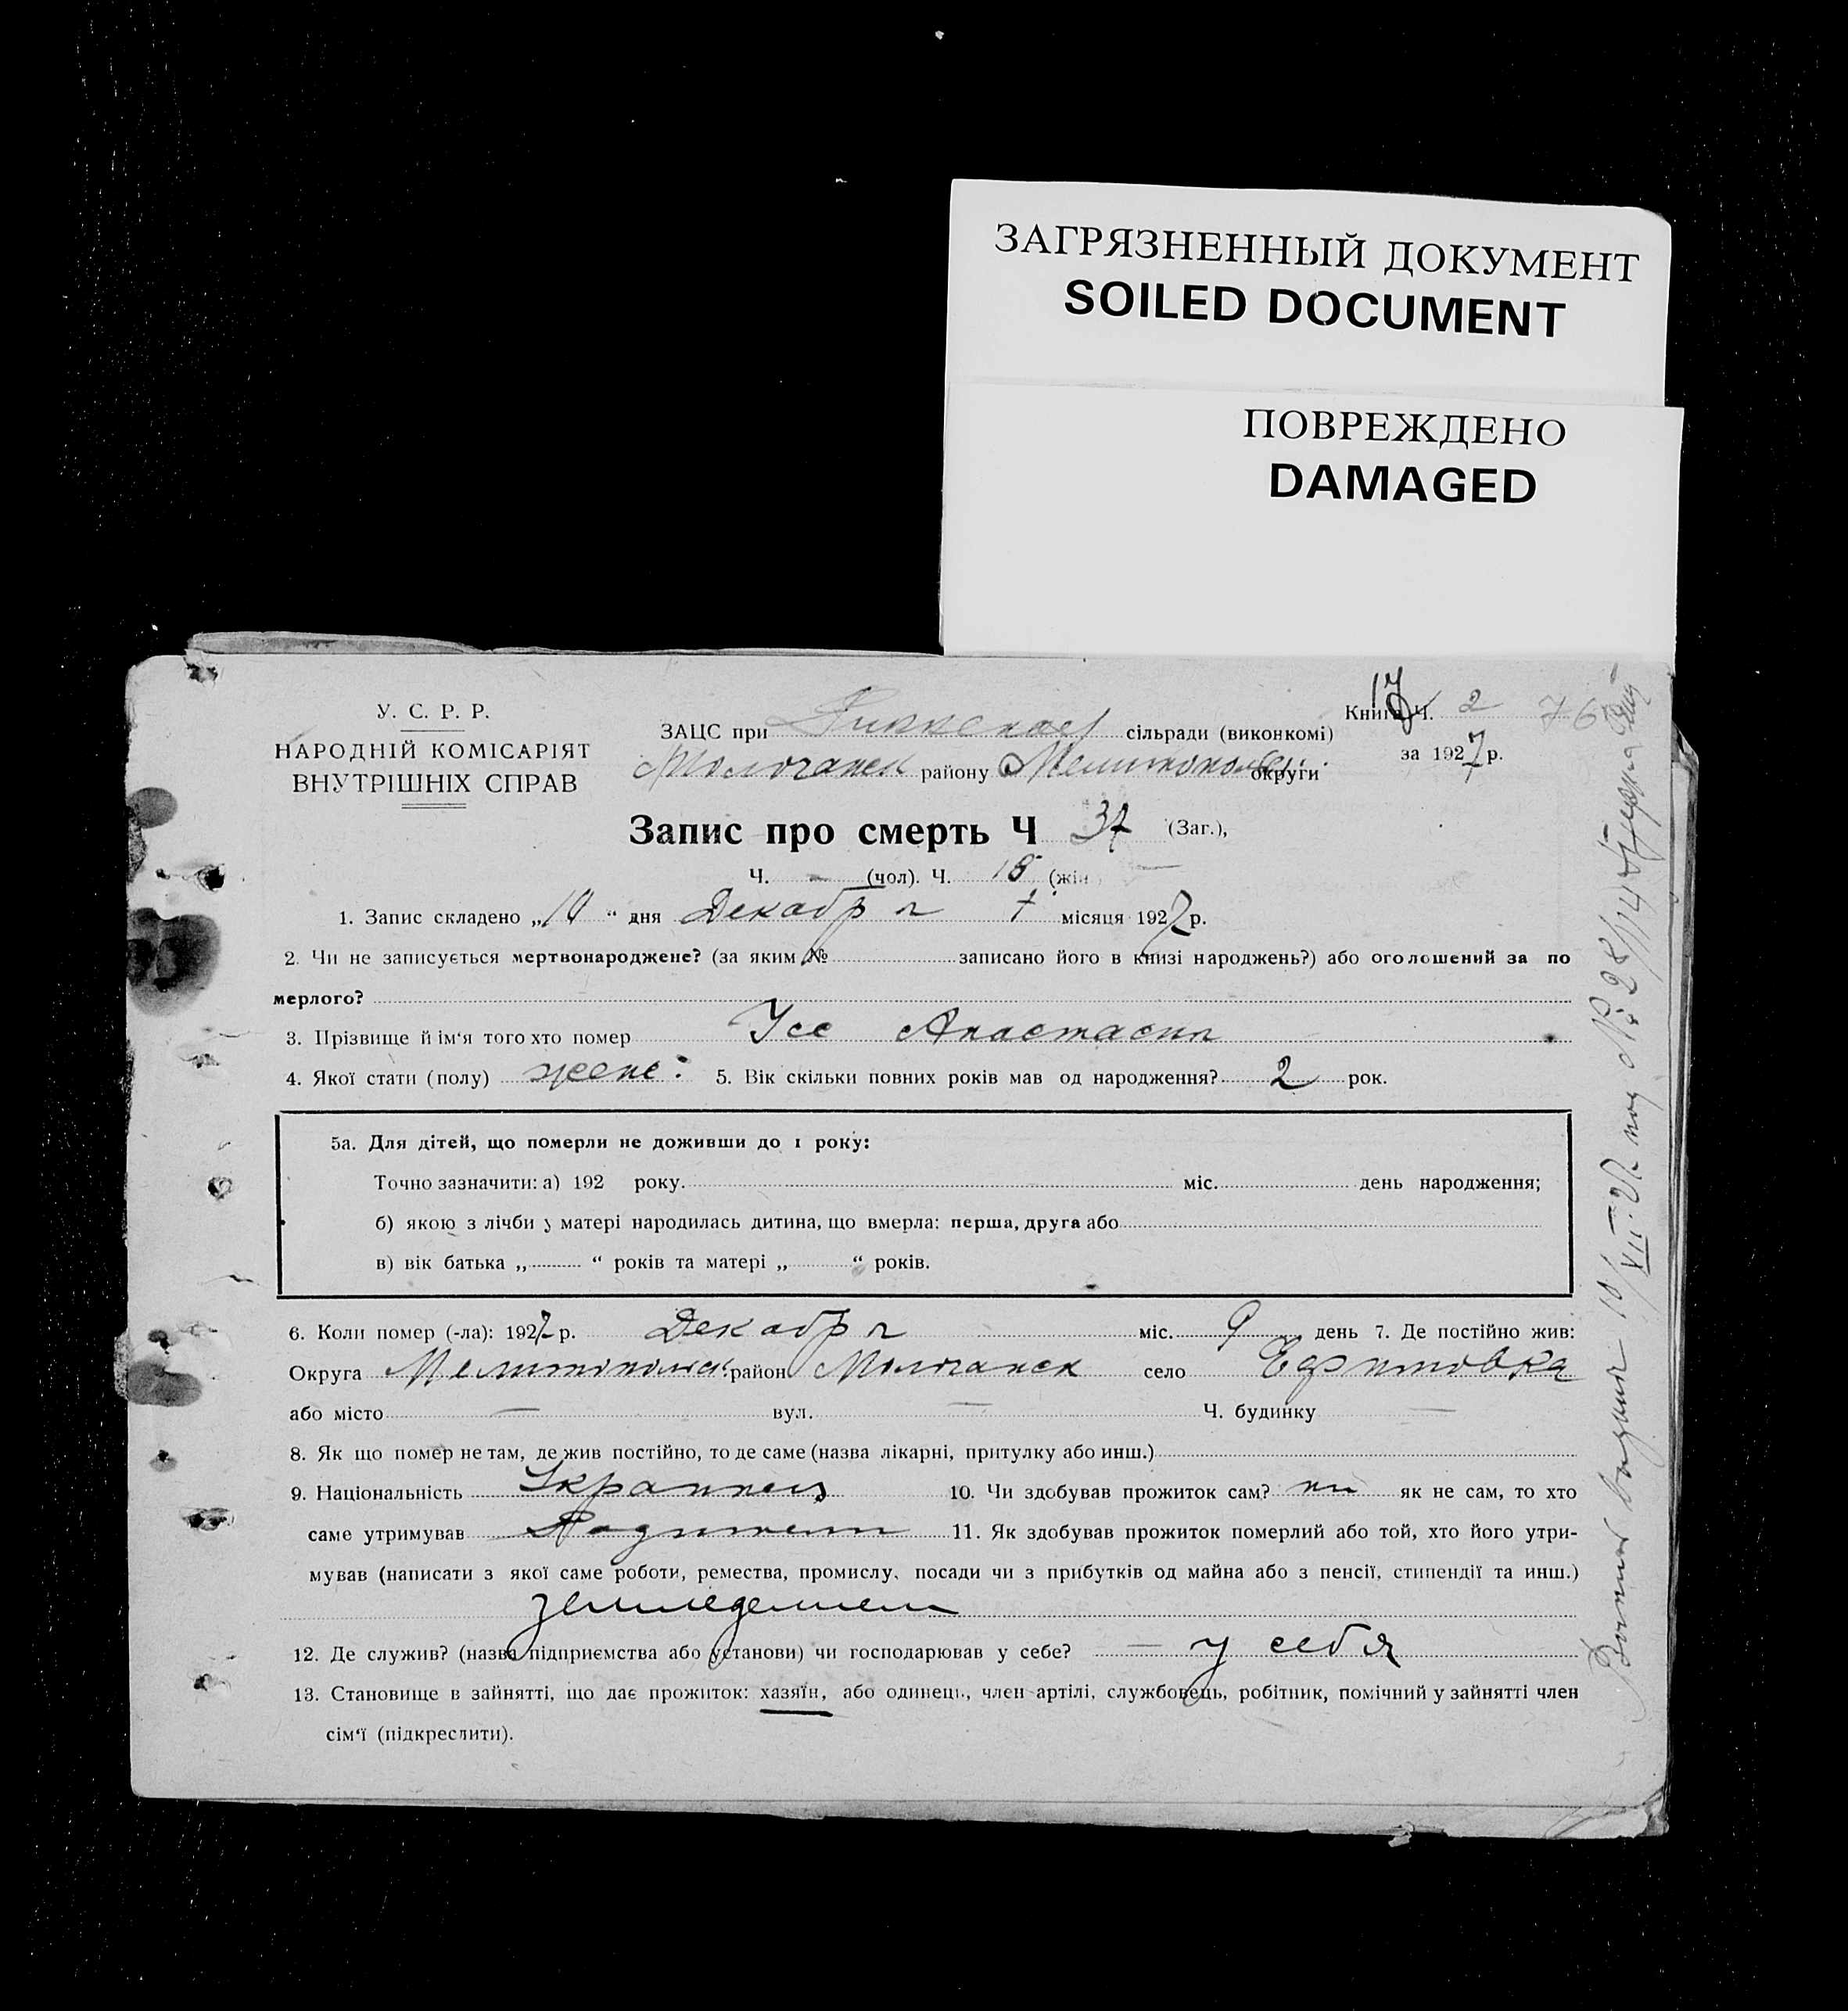 ЗАГРЯЗНЕННЫЙ ДОКУМЕНТ
SOILED DOCUMENT
ПОВРЕЖДЕНО
DAMAGED
У. С. Р. Р.
НАРОДНІЙ КОМІСАРІЯТ
ВНУТРІШНІХ СПРАВ
ЗАЦС при сільради (виконкомі)
Молочанск району Мелитопольс. округи
Книга Ч. 2 76
за 1927 р.
17
Запис про смерть Ч 37 (Заг.),
Ч. — (чол). Ч. 18 (жін) —
1. Запис складено „10 “ дня Декабря місяця 1927 р.
2. Чи не записується мертвонароджене? (за яким № записано його в книзі народжень?) або оголошений за по
мерлого?
3. Прізвище й ім‘я того хто помер Усс Анастасия
4. Якої стати (полу) женс: 5. Вік скільки повних років мав од народження? 2 рок.
5а. Для дітей, що померли не доживши до 1 року:
Точно зазначити: а) 192 року. міс. день народження;
б) якою з лічби у матері народилась дитина, що вмерла: перша, друга або
в) вік батька „ “ років та матері „ “ років.
6. Коли помер (-ла): 1927 р. Декабря міс. 9 день 7. Де постійно жив:
Округа Мелитопольс. район Молочанск село
або місто — вул. — Ч. будинку —
8. Як що помер не там, де жив постійно, то де саме (назва лікарні, притулку або инш.)
9. Національність 10. Чи здобував прожиток сам? ни як не сам, то хто
саме утримував Родители 11. Як здобував прожиток померлий або той, хто його утри-
мував (написати з якої саме роботи, ремества, промислу, посади чи з прибутків од майна або з пенсії, стипендії та инш.)
земледелием
12. Де служив? (назва підприємства або установи) чи господарював у себе? — у себя
13. Становище в зайнятті, що дає прожиток: хазяїн, або одинець, член артілі, службовець, робітник, помічний у зайнятті член
сім‘ї (підкреслити).